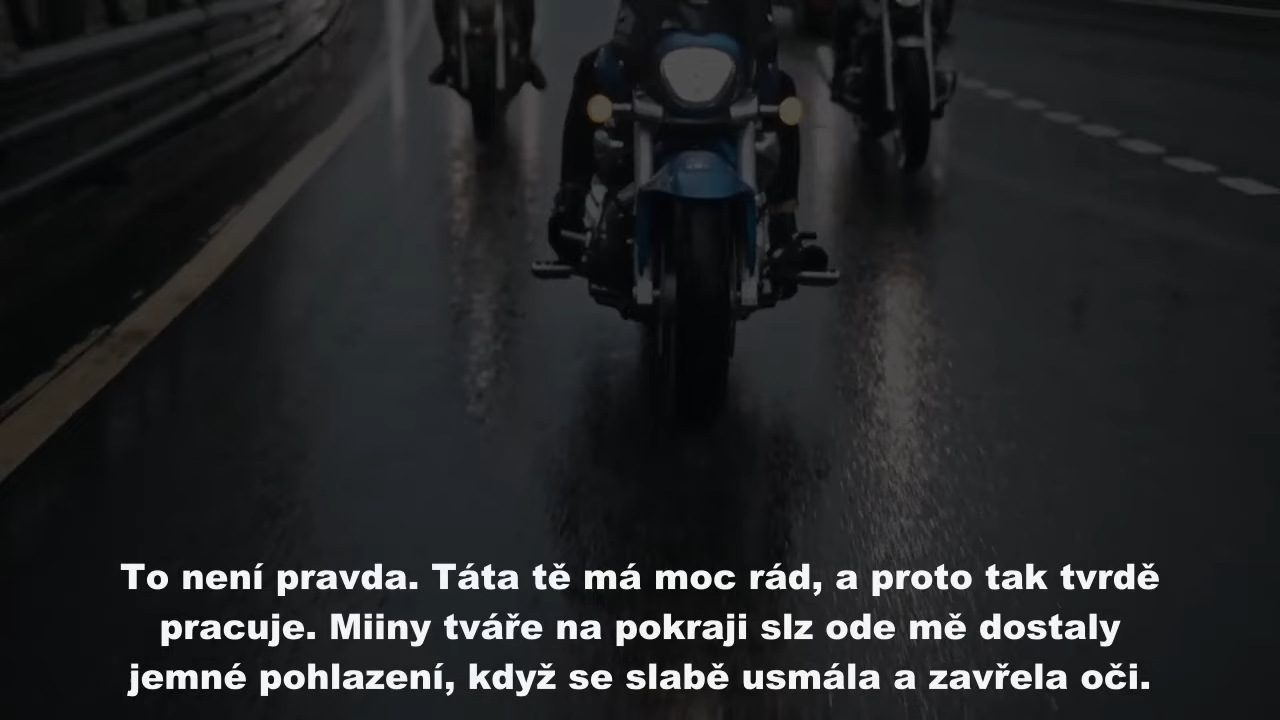 To není pravda. Táta tě má moc rád, a proto tak tvrdě
pracuje. Miiny tváře na pokraji slz ode mě dostaly
jemné pohlazení, když se slabě usmála a zavřela oči.